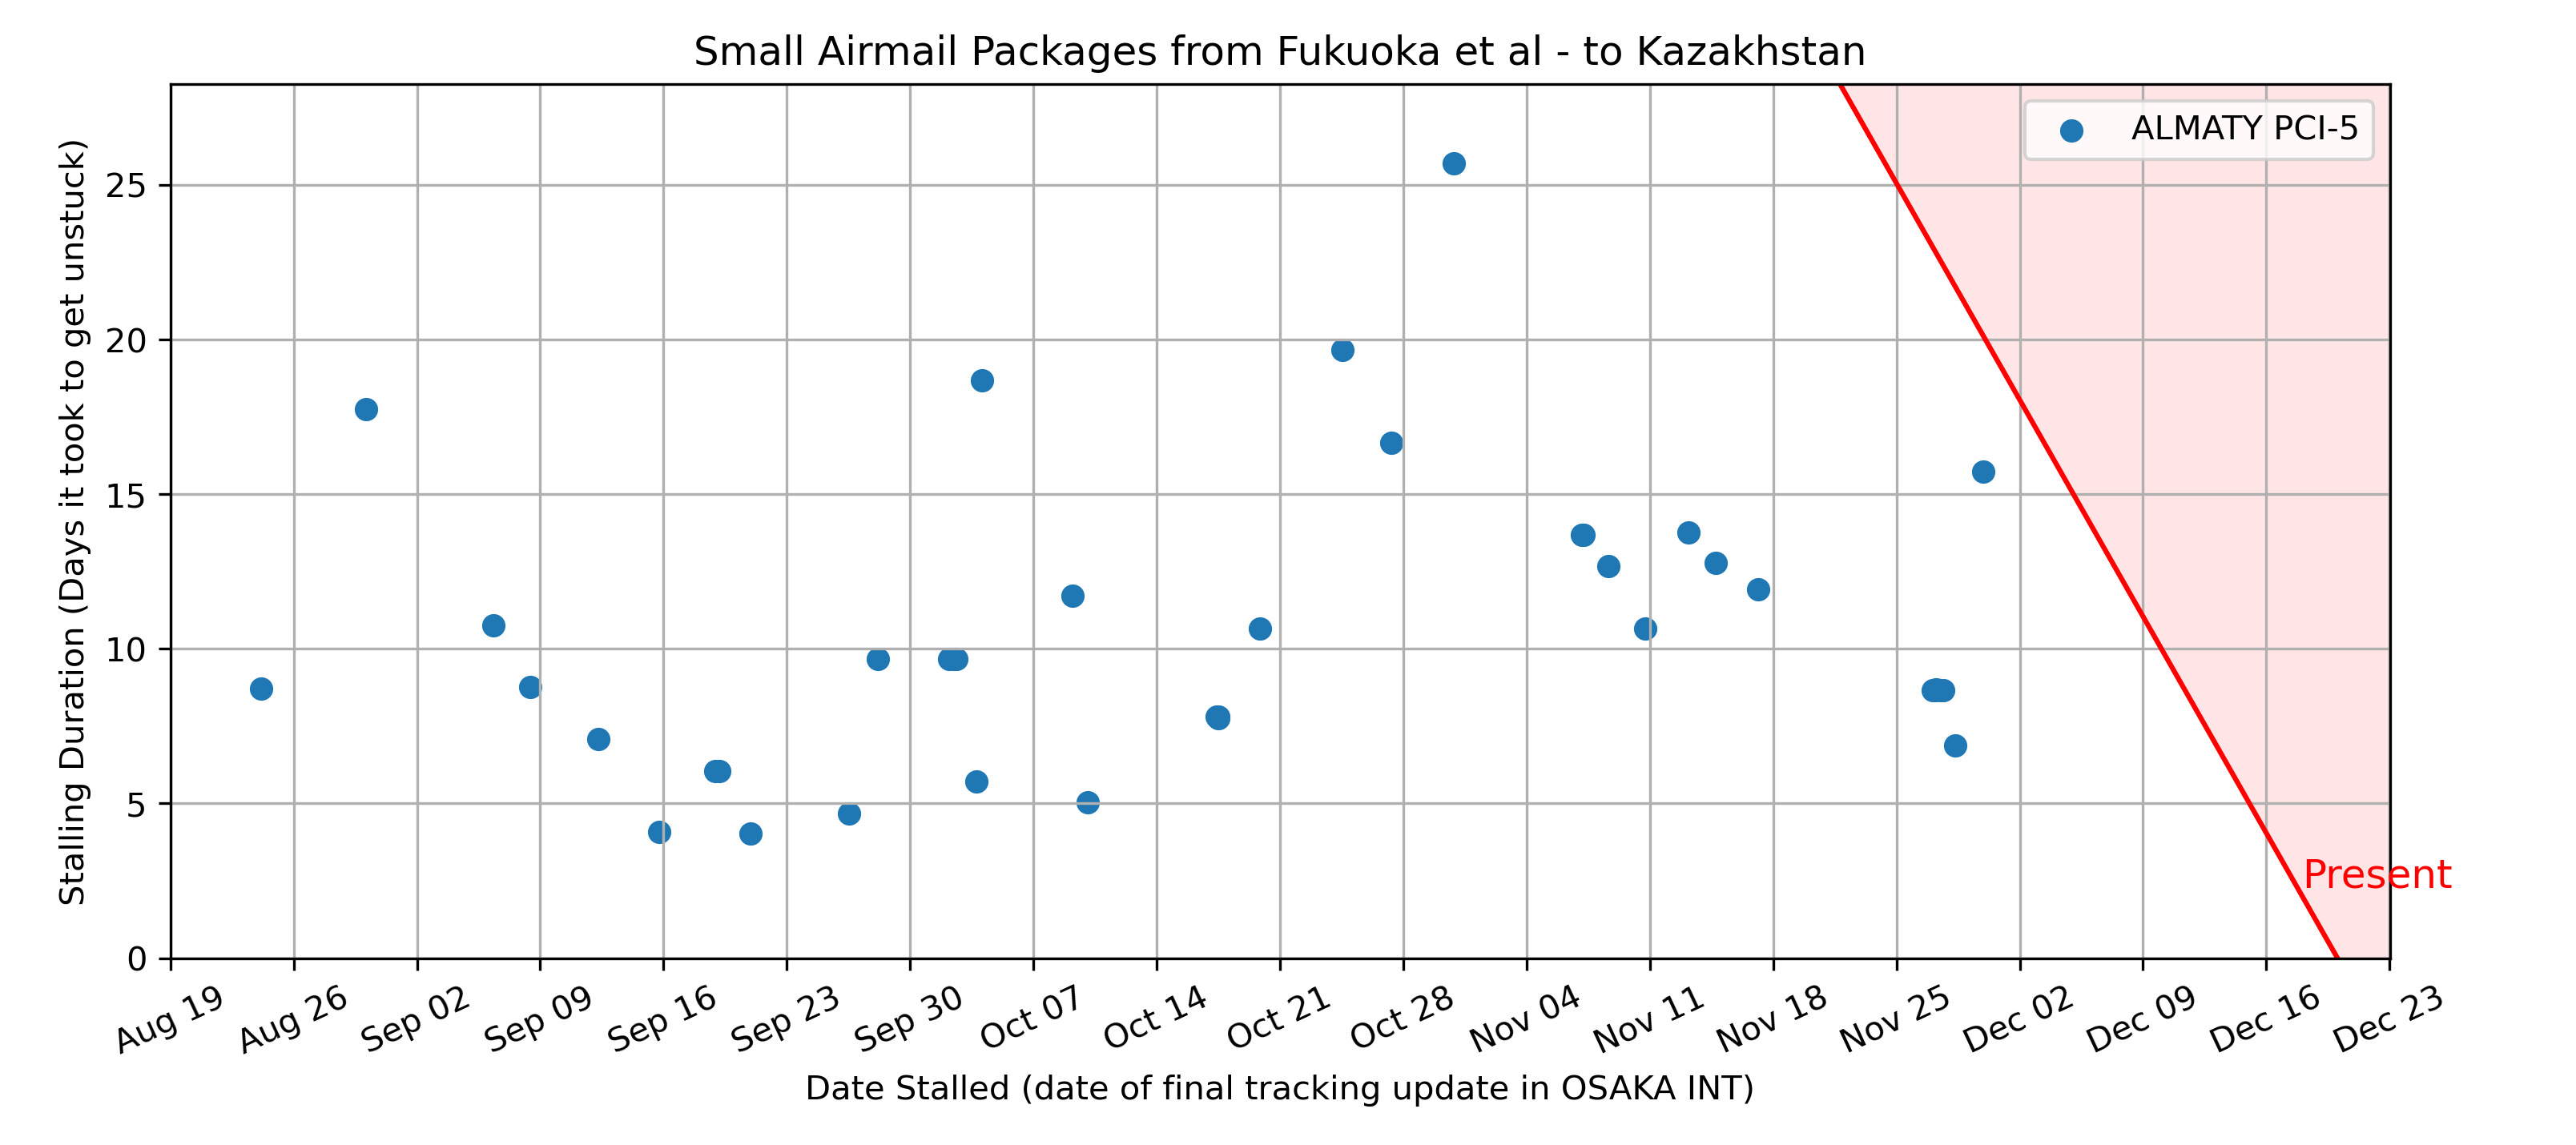 Small Airmail Packages from Fukuoka et al - to Kazakhstan
ALMATY PCI-5
Stalling Duration (Days it took to get unstuck)
25
20
15
10
5
0
Present
Aug 19
Aug 26
Sep 02
Sep 09
Sep 16
Sep 23
Sep 30
Oct 07
Oct 14
Oct 21
Oct 28
Nov 04
Nov 11
Nov 18
Nov 25
Dec 02
Dec 09
Dec 16
Dec 23
Date Stalled (date of final tracking update in OSAKA INT)